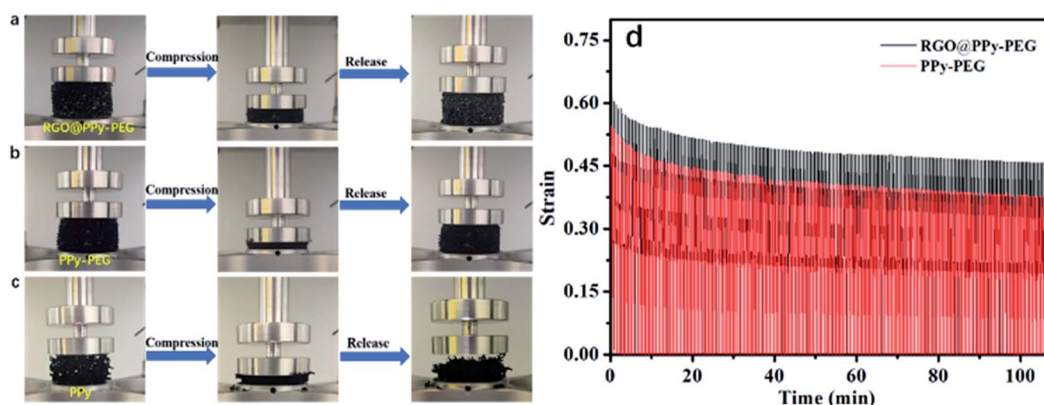 a
Compression
Release
RGO@PPy-PEG
b
Compression
Release
PPy-PEG
c
Compression
Release
PPy
d
RGO@PPy-PEG
PPy-PEG
0.75
0.60
0.45
0.30
0.15
0.00
Strain
0 20 40 60 80 100
Time (min)